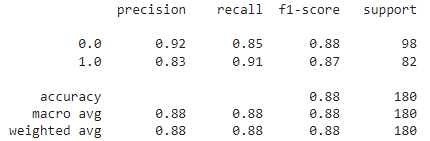 precision recall f1-score support
0.0 0.92 0.85 0.88 98
1.0 0.83 0.91 0.87 82
accuracy 0.88 180
macro avg 0.88 0.88 0.88 180
weighted avg 0.88 0.88 0.88 180